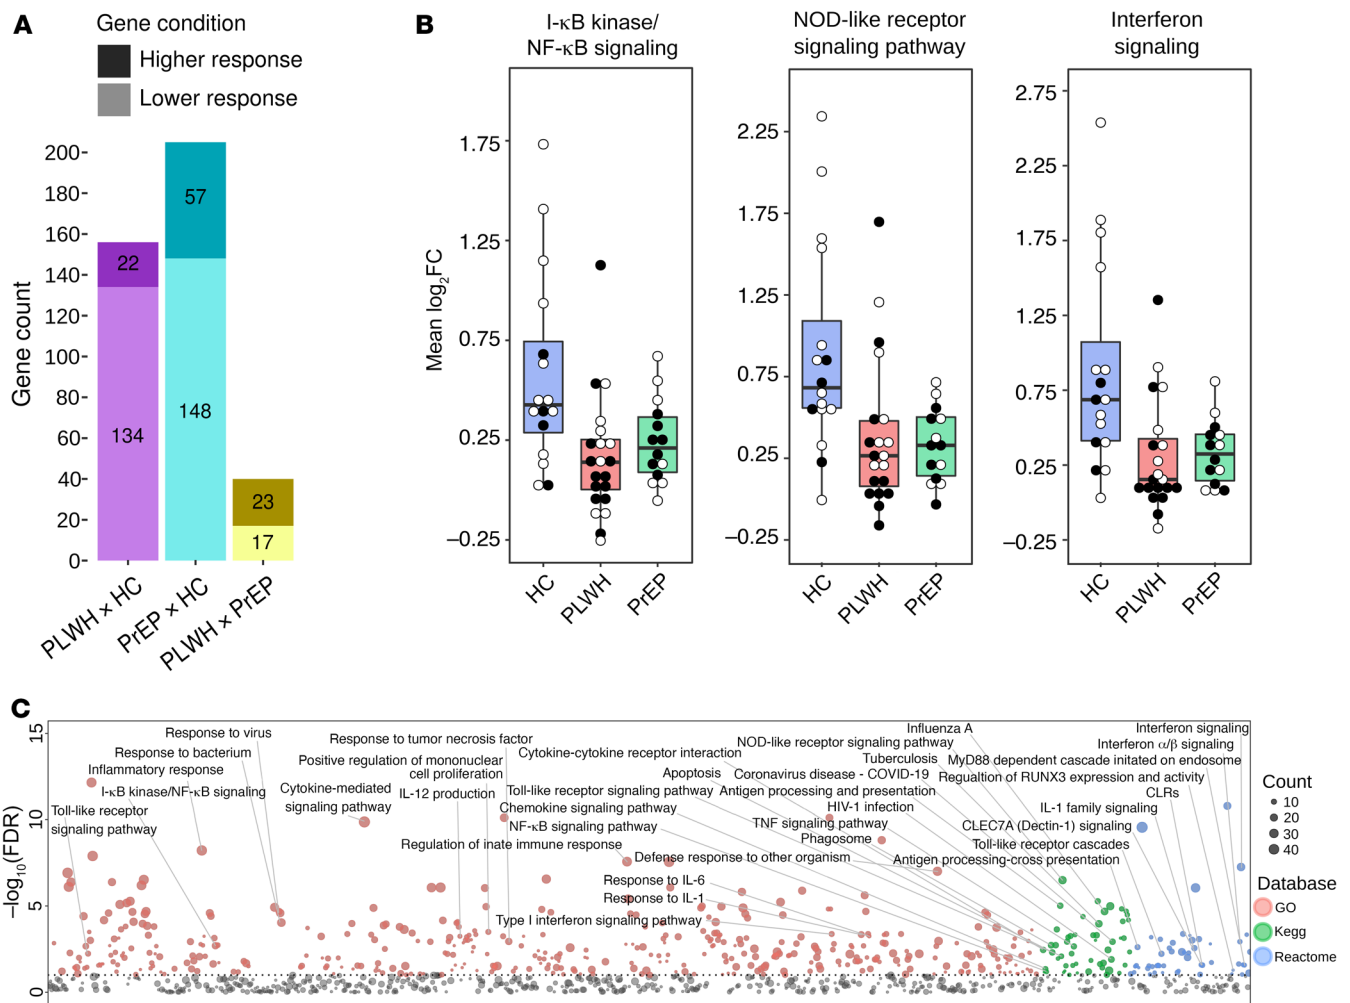 A
Gene condition
Higher response
Lower response
Gene count
200
180
160
140
120
100
80
60
40
20
0
22
134
57
148
23
17
PLWH × HC
PrEP × HC
PLWH × PrEP
B
I-κB kinase/
NF-κB signaling
Mean log2FC
1.75
1.25
0.75
0.25
–0.25
HC
PLWH
PrEP
NOD-like receptor
signaling pathway
2.25
1.75
1.25
0.75
0.25
–0.25
HC
PLWH
PrEP
Interferon
signaling
2.75
2.25
1.75
1.25
0.75
0.25
–0.25
HC
PLWH
PrEP
C
–log10(FDR)
15
10
5
0
Response to virus
Response to bacterium
Inflammatory response
I-κB kinase/NF-κB signaling
Toll-like receptor
signaling pathway
Response to tumor necrosis factor
Positive regulation of mononuclear
cell proliferation
Cytokine-mediated
signaling pathway
IL-12 production
Cytokine-cytokine receptor interaction
Apoptosis
Toll-like receptor signaling pathway
Chemokine signaling pathway
NF-κB signaling pathway
Regulation of inate immune response
Defense response to other organism
Response to IL-6
Response to IL-1
Type I interferon signaling pathway
Influenza A
NOD-like receptor signaling pathway
Tuberculosis
Coronavirus disease - COVID-19
Antigen processing and presentation
HIV-1 infection
TNF signaling pathway
Phagosome
Interferon signaling
Interferon α/β signaling
MyD88 dependent cascade initated on endosome
Regualtion of RUNX3 expression and activity
CLRs
IL-1 family signaling
CLEC7A (Dectin-1) signaling
Toll-like receptor cascades
Antigen processing-cross presentation
Count
10
20
30
40
Database
GO
Kegg
Reactome